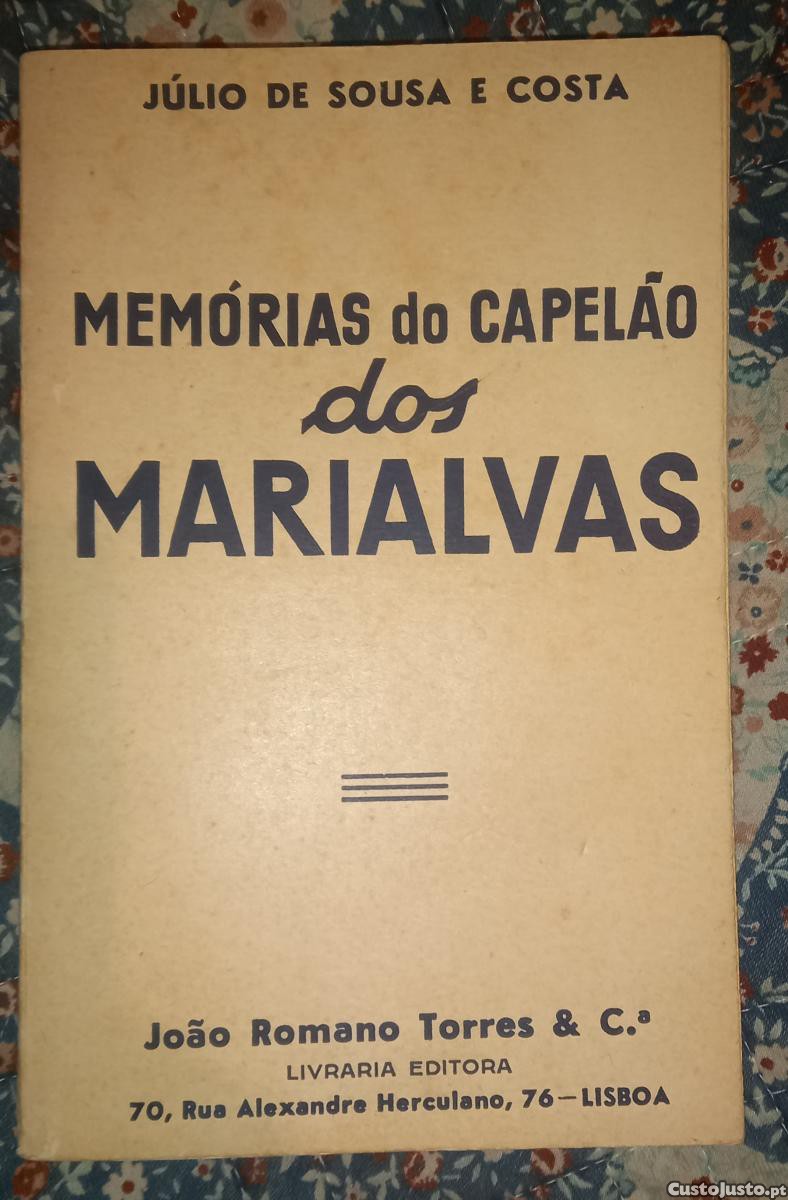 JÚLIO DE SOUSA E COSTA
MEMÓRIAS do CAPELÃO
dos
MARIALVAS
João Romano Torres & C.ª
LIVRARIA EDITORA
70, Rua Alexandre Herculano, 76—LISBOA
CustoJusto.pt